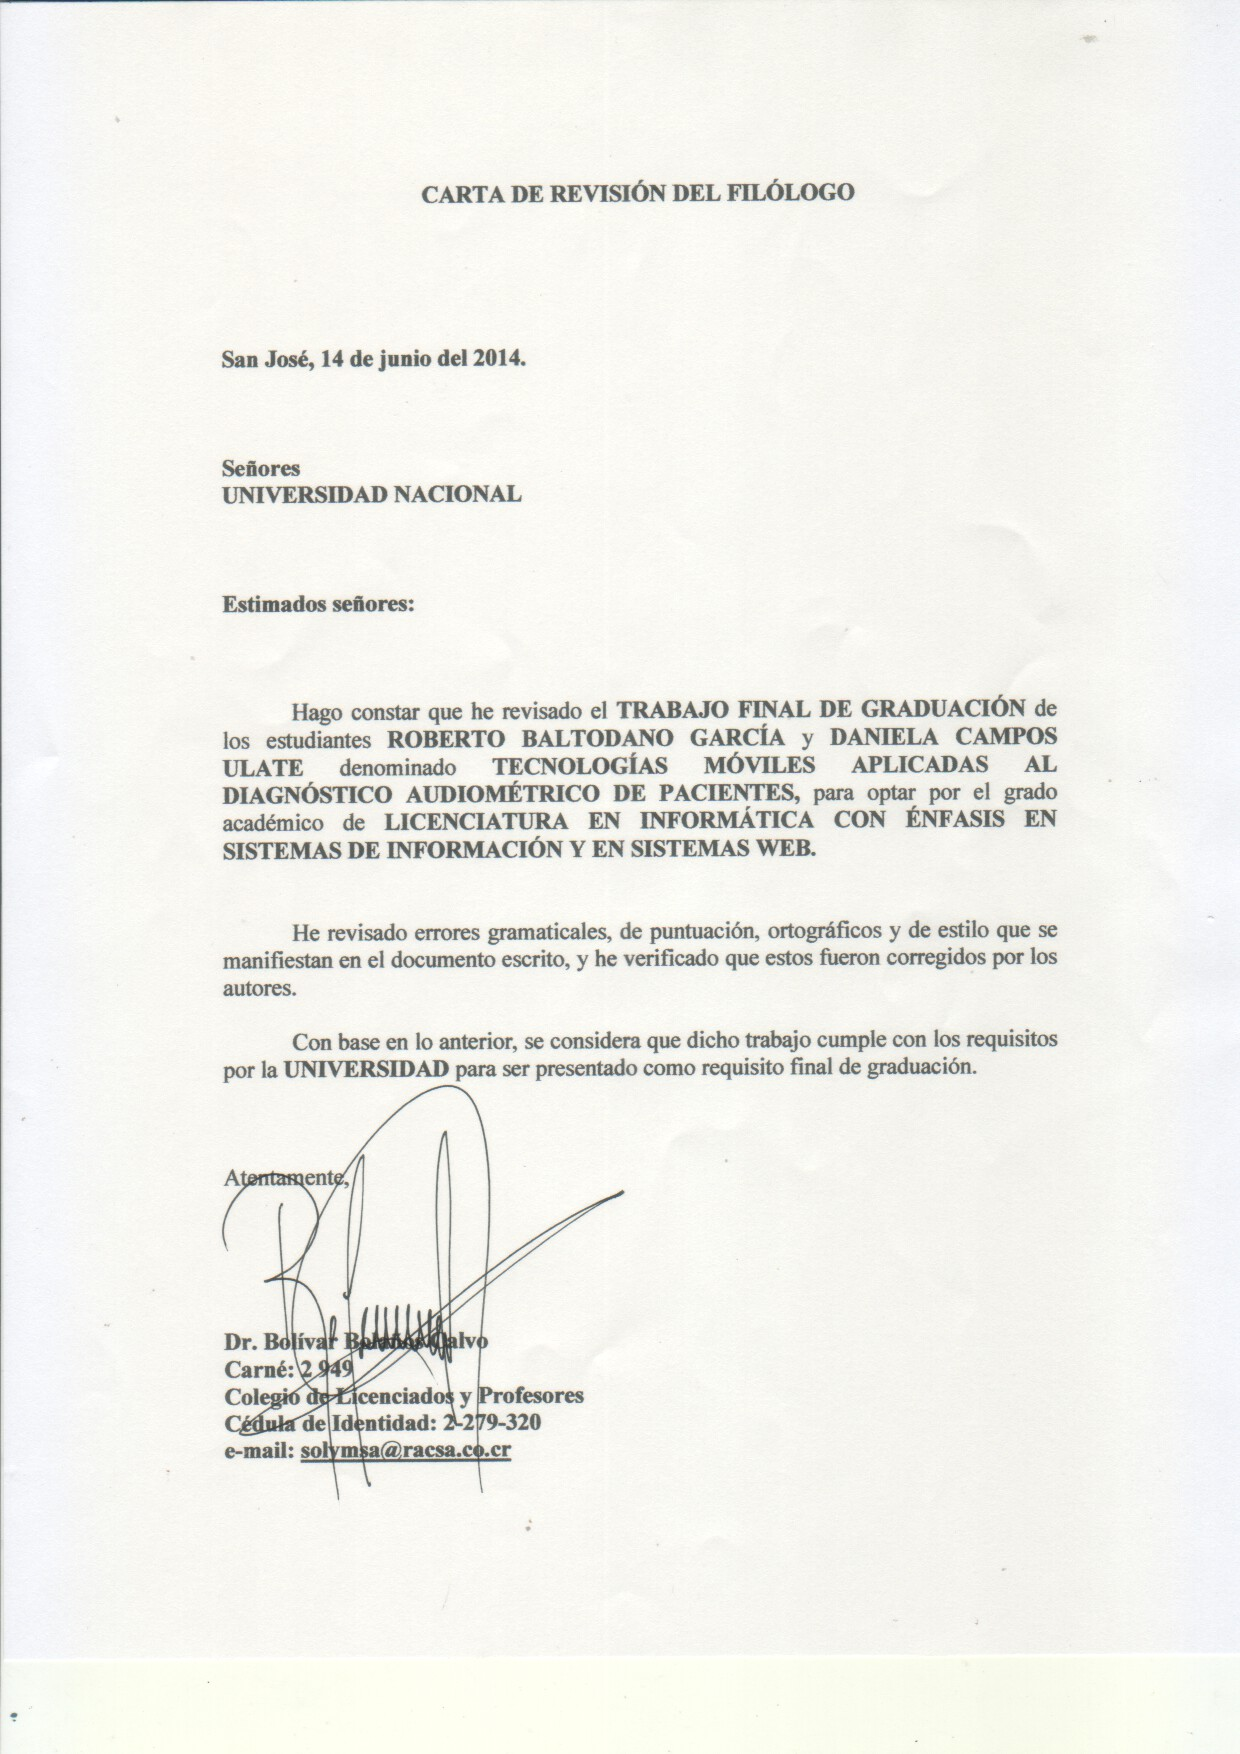 CARTA DE REVISIÓN DEL FILÓLOGO
San José, 14 de junio del 2014.
Señores
UNIVERSIDAD NACIONAL
Estimados señores:
Hago constar que he revisado el TRABAJO FINAL DE GRADUACIÓN de
los estudiantes ROBERTO BALTODANO GARCÍA y DANIELA CAMPOS
ULATE denominado TECNOLOGÍAS MÓVILES APLICADAS AL
DIAGNÓSTICO AUDIOMÉTRICO DE PACIENTES, para optar por el grado
académico de LICENCIATURA EN INFORMÁTICA CON ÉNFASIS EN
SISTEMAS DE INFORMACIÓN Y EN SISTEMAS WEB.
He revisado errores gramaticales, de puntuación, ortográficos y de estilo que se
manifiestan en el documento escrito, y he verificado que estos fueron corregidos por los
autores.
Con base en lo anterior, se considera que dicho trabajo cumple con los requisitos
por la UNIVERSIDAD para ser presentado como requisito final de graduación.
Atentamente,
Dr. Bolívar Bolaños Calvo
Carné: 2 949
Colegio de Licenciados y Profesores
Cédula de Identidad: 2-279-320
e-mail: solymsa@racsa.co.cr